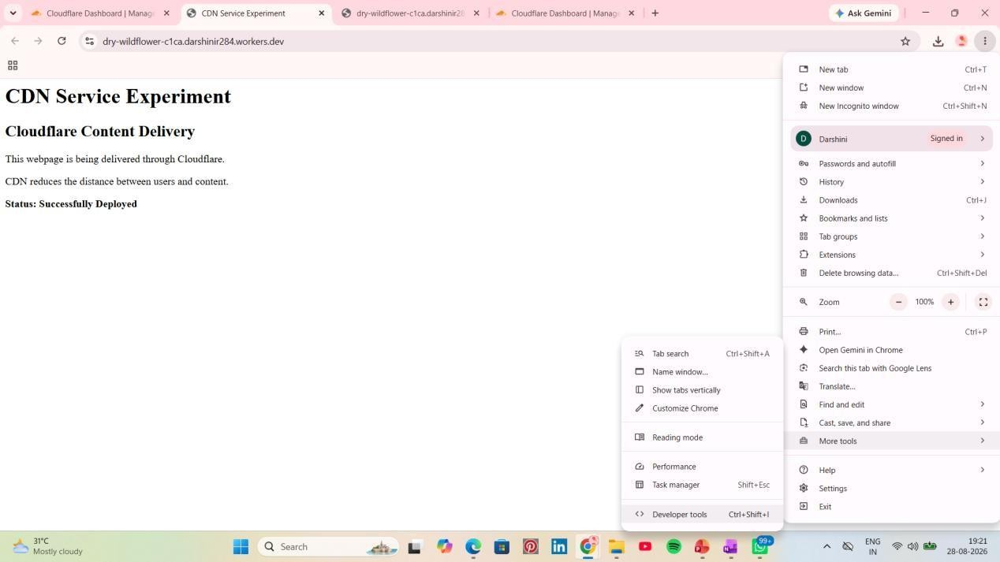 Cloudflare Dashboard | Manage
CDN Service Experiment
dry-wildflower-c1ca.darshinir28
Cloudflare Dashboard | Manage
Ask Gemini
dry-wildflower-c1ca.darshinir284.workers.dev
CDN Service Experiment
Cloudflare Content Delivery
This webpage is being delivered through Cloudflare.
CDN reduces the distance between users and content.
Status: Successfully Deployed
New tab Ctrl+T
New window Ctrl+N
New Incognito window Ctrl+Shift+N
D Darshini Signed in
Passwords and autofill
History
Downloads Ctrl+J
Bookmarks and lists
Tab groups
Extensions
Delete browsing data... Ctrl+Shift+Del
Zoom − 100% +
Print... Ctrl+P
Open Gemini in Chrome
Search this tab with Google Lens
Translate...
Find and edit
Cast, save, and share
More tools
Help
Settings
Exit
Tab search Ctrl+Shift+A
Name window...
Show tabs vertically
Customize Chrome
Reading mode
Performance
Task manager Shift+Esc
Developer tools Ctrl+Shift+I
31°C
Mostly cloudy
Search
99+
ENG
IN
19:21
28-08-2026